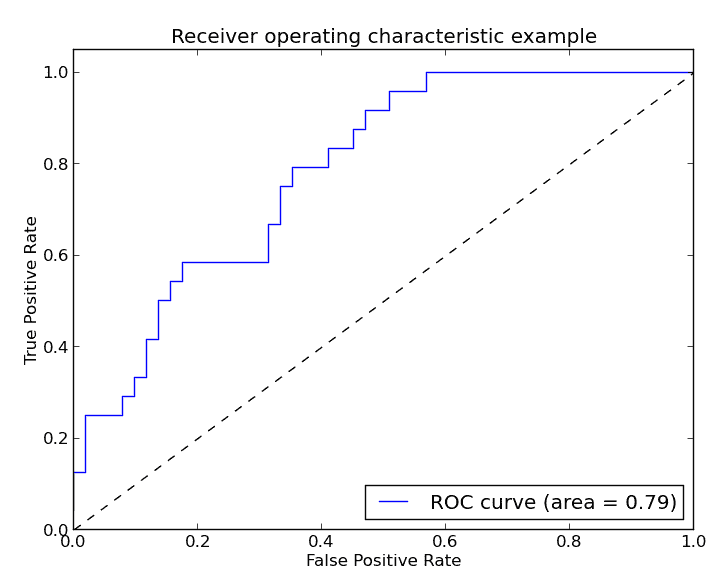 Receiver operating characteristic example
1.0
0.8
0.6
0.4
0.2
0.0
True Positive Rate
ROC curve (area = 0.79)
0.0 0.2 0.4 0.6 0.8 1.0
False Positive Rate